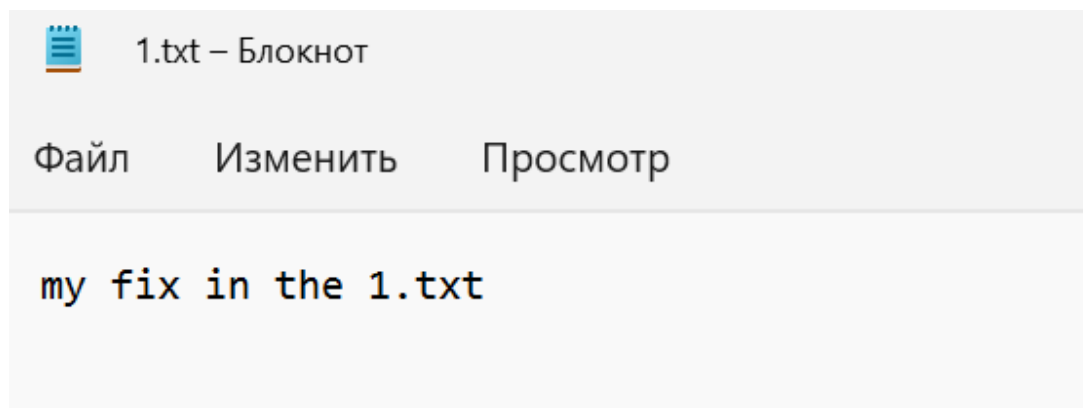 1.txt – Блокнот
Файл Изменить Просмотр
my fix in the 1.txt